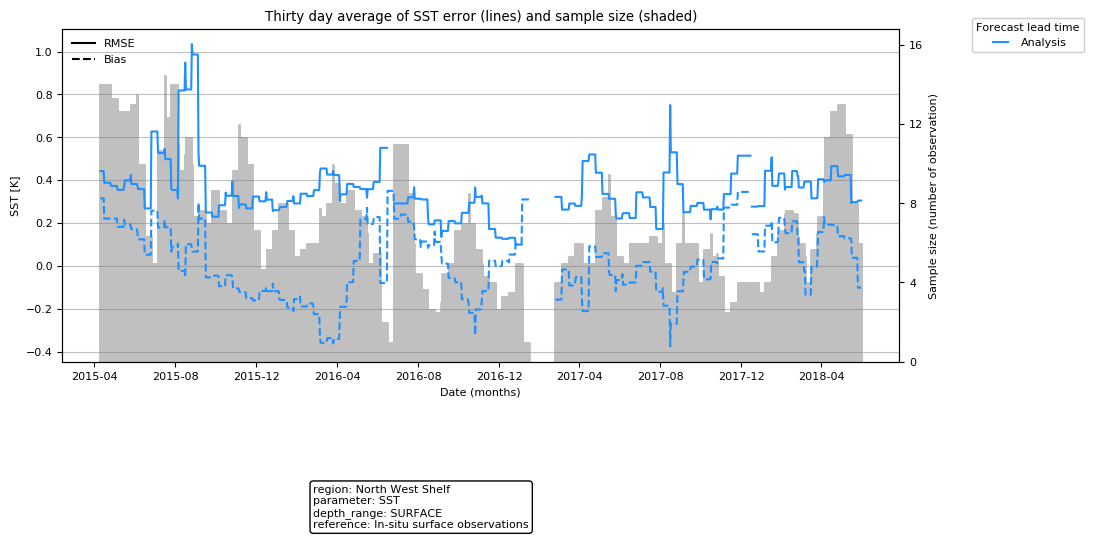 Thirty day average of SST error (lines) and sample size (shaded)
Forecast lead time
Analysis
RMSE
Bias
SST [K]
1.0
0.8
0.6
0.4
0.2
0.0
−0.2
−0.4
16
12
8
4
0
Sample size (number of observation)
2015-04
2015-08
2015-12
2016-04
2016-08
2016-12
2017-04
2017-08
2017-12
2018-04
Date (months)
region: North West Shelf
parameter: SST
depth_range: SURFACE
reference: In-situ surface observations